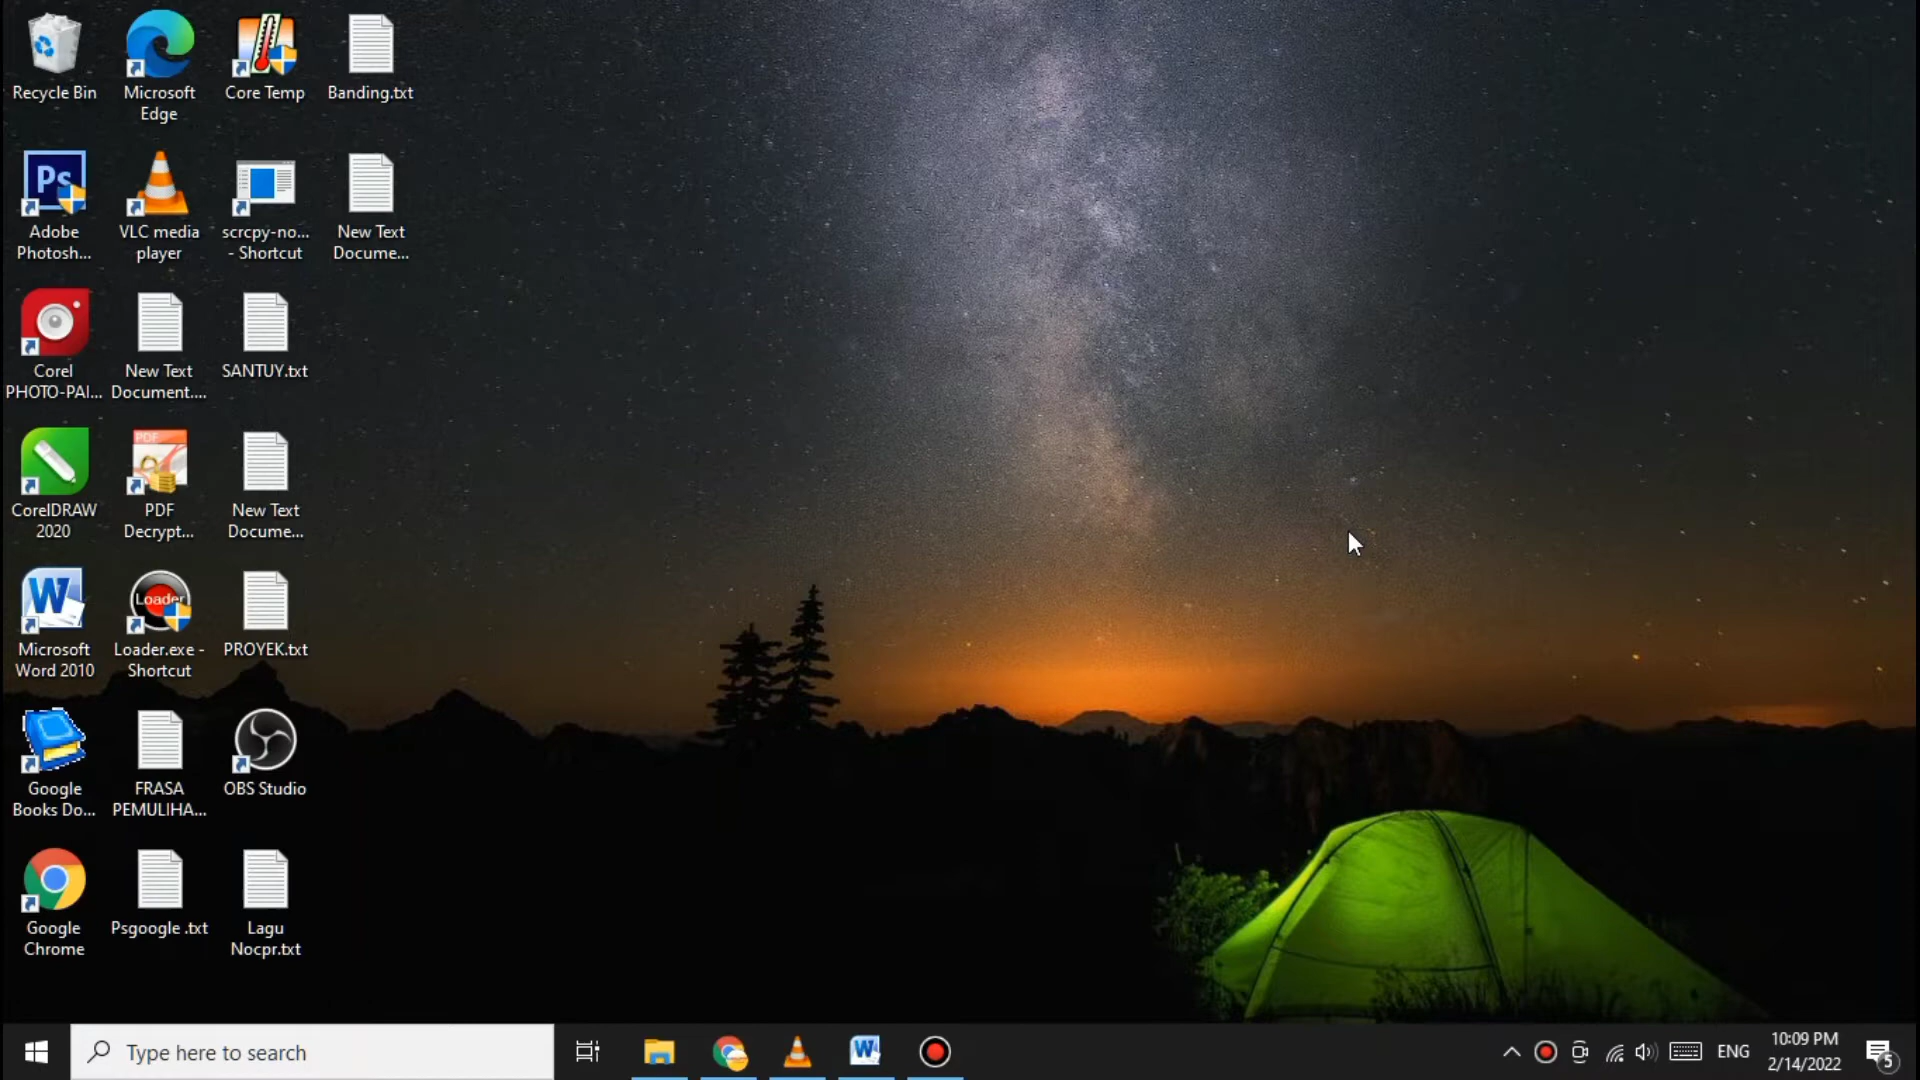 Recycle Bin
Microsoft
Edge
Core Temp
Banding.txt
Ps
Adobe
Photosh...
VLC media
player
scrcpy-no...
- Shortcut
New Text
Docume...
Corel
PHOTO-PAI...
New Text
Document....
SANTUY.txt
CorelDRAW
2020
PDF
PDF
Decrypt...
New Text
Docume...
W
Microsoft
Word 2010
Loader
Loader.exe -
Shortcut
PROYEK.txt
Google
Books Do...
FRASA
PEMULIHA...
OBS Studio
Google
Chrome
Psgoogle .txt
Lagu
Nocpr.txt
Type here to search
W
ENG
10:09 PM
2/14/2022
5